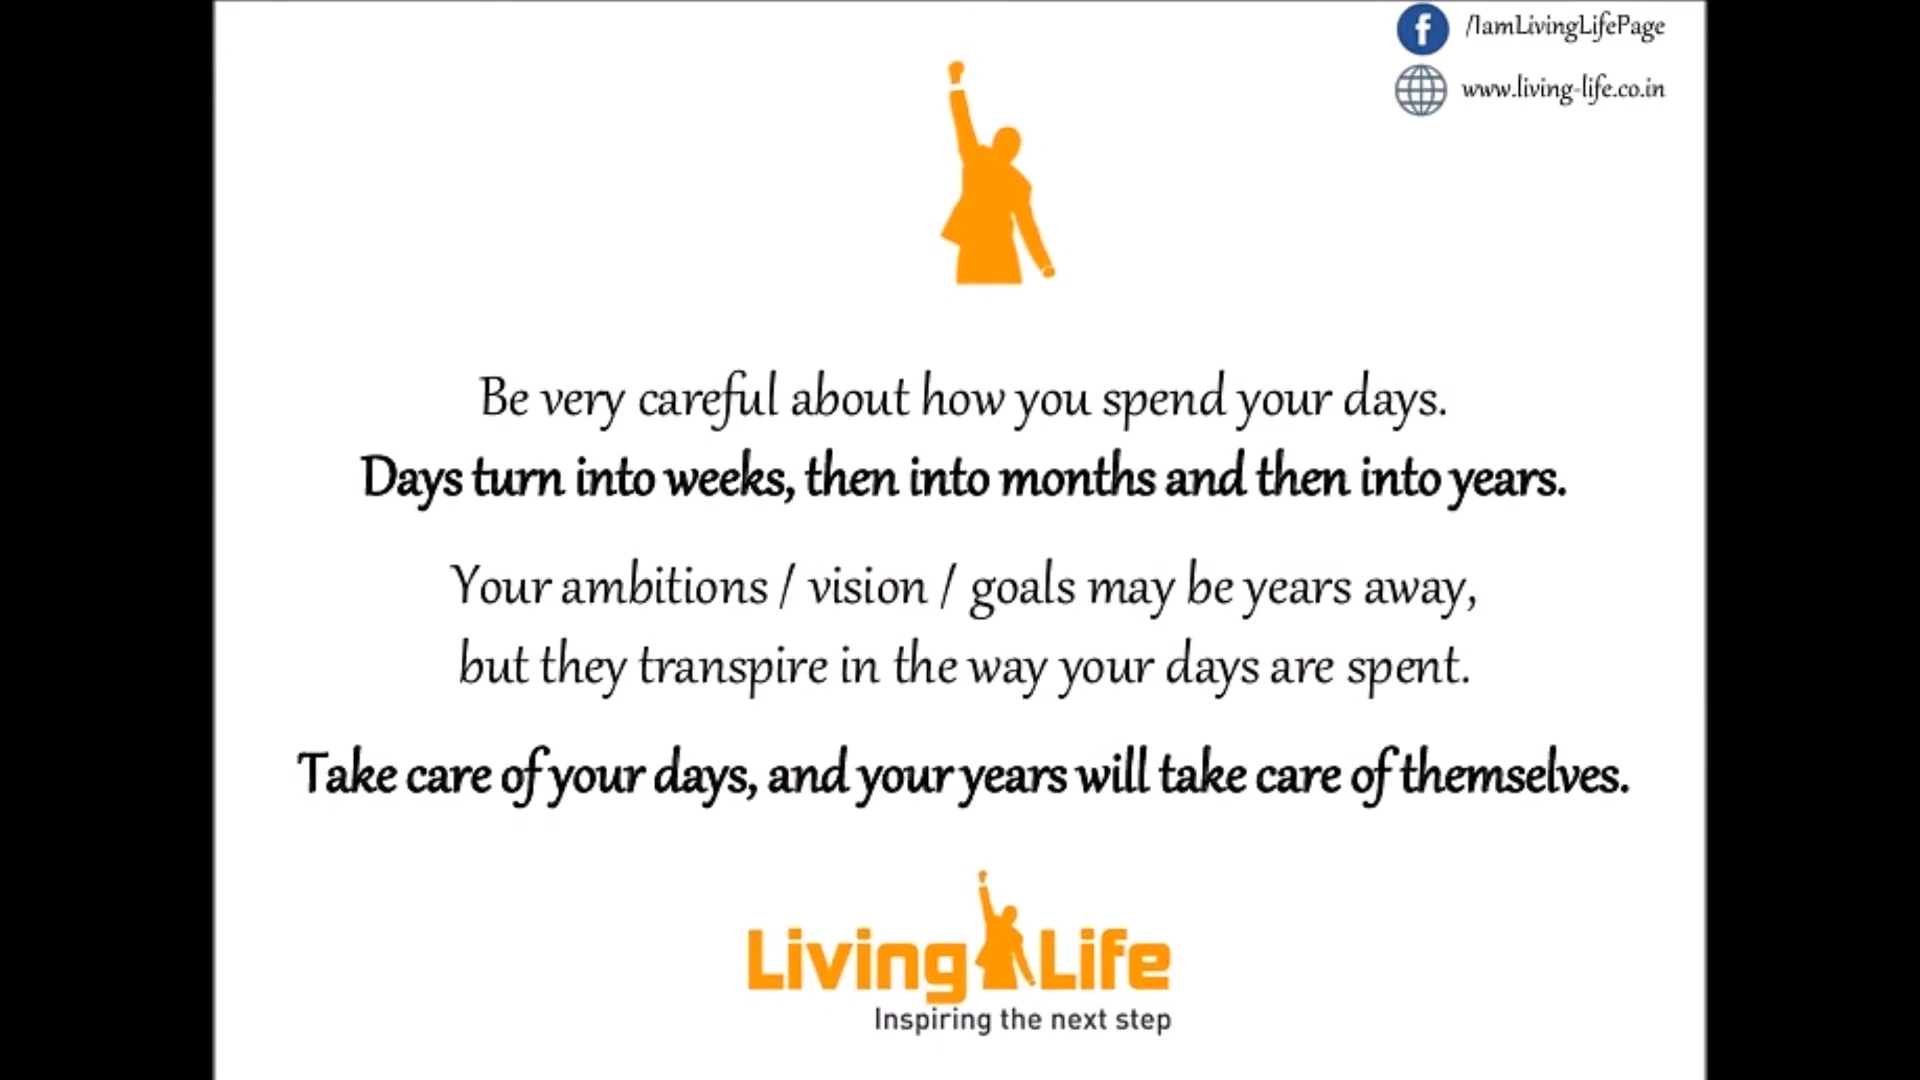 /IamLivingLifePage
www.living-life.co.in
Be very careful about how you spend your days.
Days turn into weeks, then into months and then into years.
Your ambitions / vision / goals may be years away,
but they transpire in the way your days are spent.
Take care of your days, and your years will take care of themselves.
Living Life
Inspiring the next step